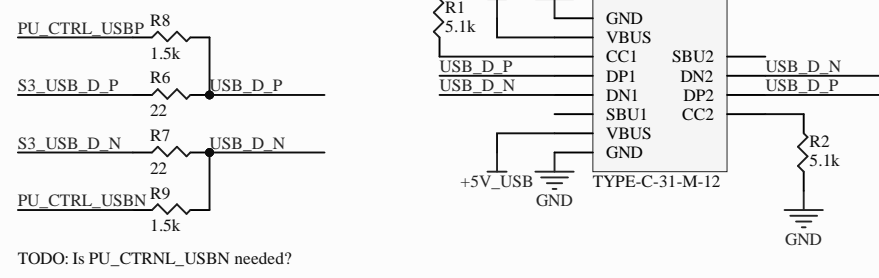 PU_CTRL_USBP
R8
1.5k
S3_USB_D_P
R6
22
USB_D_P
S3_USB_D_N
R7
22
USB_D_N
PU_CTRL_USBN
R9
1.5k
TODO: Is PU_CTRNL_USBN needed?
R1
5.1k
GND
VBUS
CC1
DP1
DN1
SBU1
VBUS
GND
SBU2
DN2
DP2
CC2
USB_D_P
USB_D_N
USB_D_N
USB_D_P
R2
5.1k
+5V_USB
GND
TYPE-C-31-M-12
GND